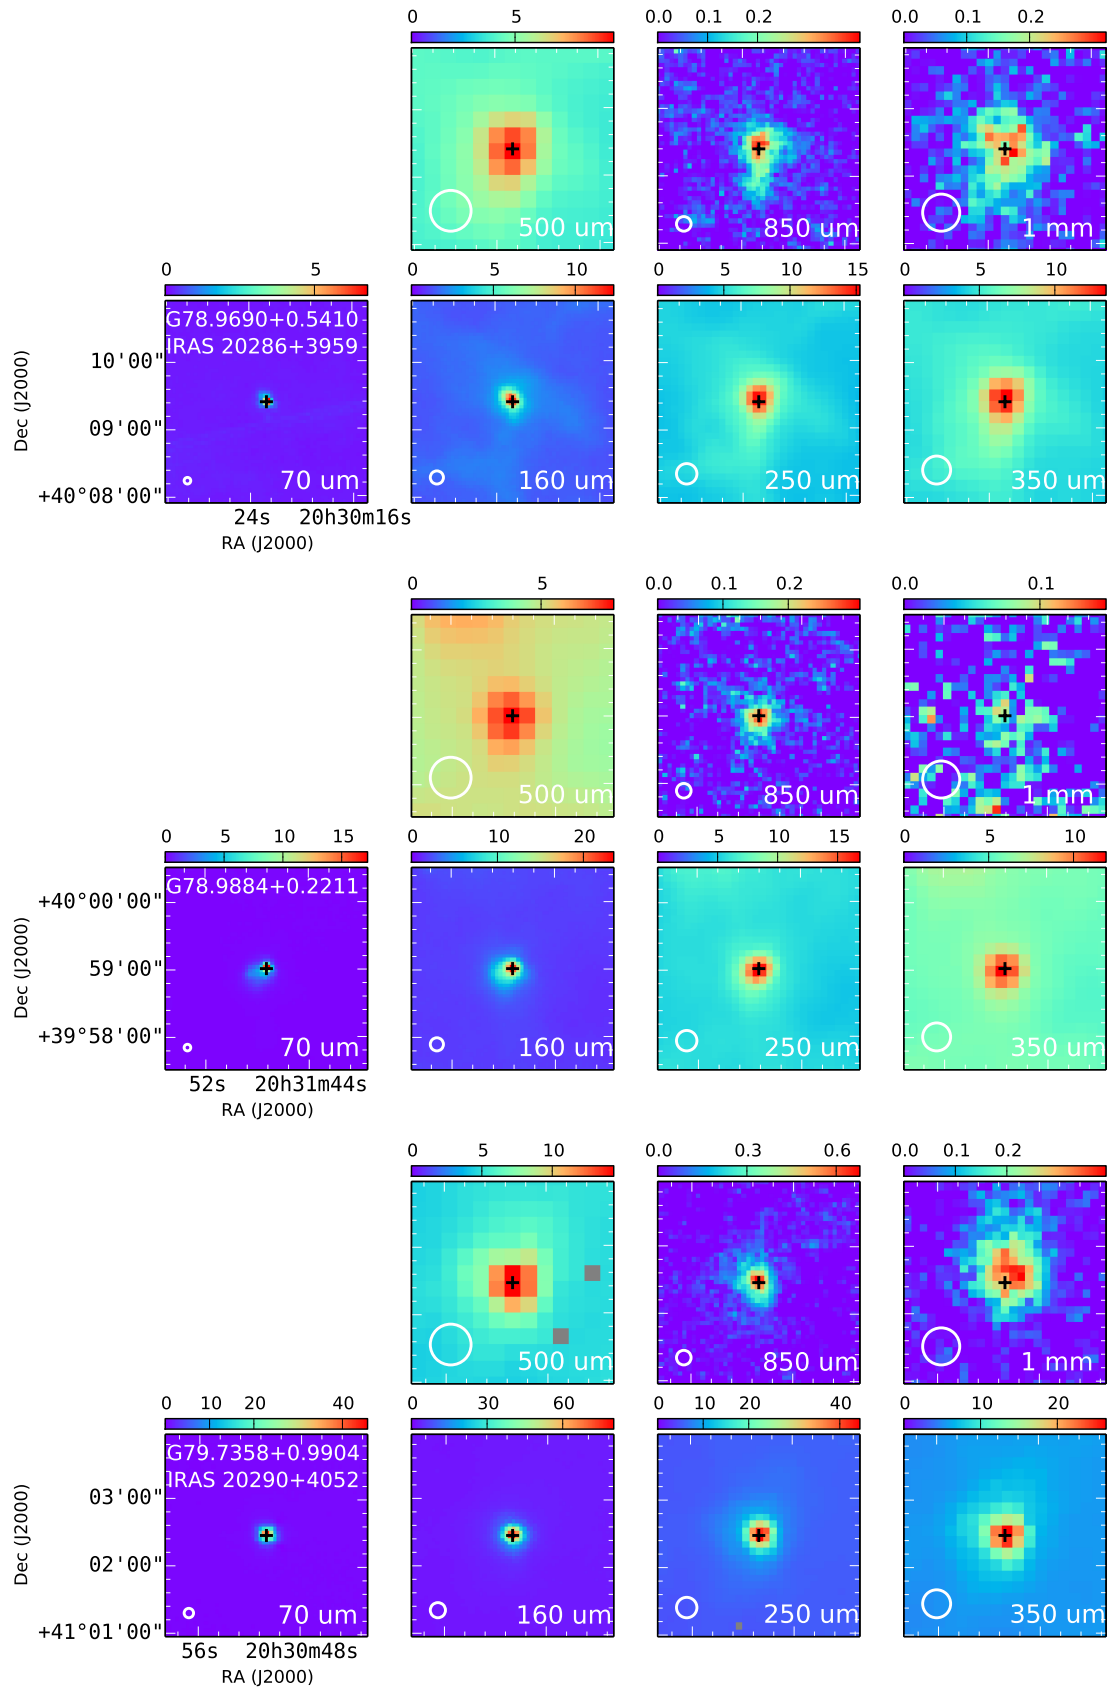 0 5 0.0 0.1 0.2 0.0 0.1 0.2
500 um 850 um 1 mm
0 5 0 5 10 0 5 10 15 0 5 10
G78.9690+0.5410
IRAS 20286+3959
10'00"
09'00"
+40°08'00"
Dec (J2000)
70 um 160 um 250 um 350 um
24s 20h30m16s
RA (J2000)
0 5 0.0 0.1 0.2 0.0 0.1
500 um 850 um 1 mm
0 5 10 15 0 10 20 0 5 10 15 0 5 10
G78.9884+0.2211
+40°00'00"
59'00"
+39°58'00"
Dec (J2000)
70 um 160 um 250 um 350 um
52s 20h31m44s
RA (J2000)
0 5 10 0.0 0.3 0.6 0.0 0.1 0.2
500 um 850 um 1 mm
0 10 20 40 0 30 60 0 10 20 40 0 10 20
G79.7358+0.9904
IRAS 20290+4052
03'00"
02'00"
+41°01'00"
Dec (J2000)
70 um 160 um 250 um 350 um
56s 20h30m48s
RA (J2000)